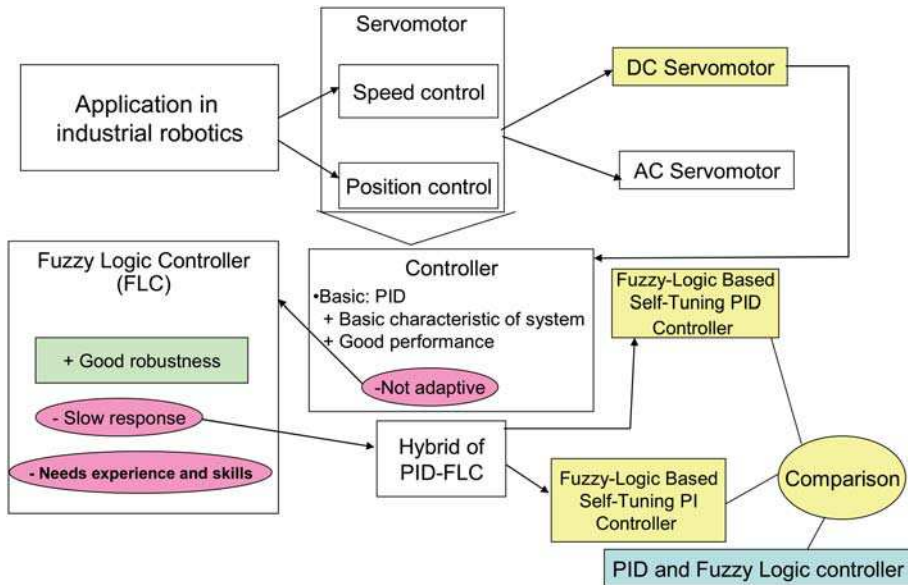 Servomotor
Application in
industrial robotics
Speed control
Position control
DC Servomotor
AC Servomotor
Fuzzy Logic Controller
(FLC)
+ Good robustness
- Slow response
- Needs experience and skills
Controller
•Basic: PID
+ Basic characteristic of system
+ Good performance
-Not adaptive
Hybrid of
PID-FLC
Fuzzy-Logic Based
Self-Tuning PID
Controller
Fuzzy-Logic Based
Self-Tuning PI
Controller
Comparison
PID and Fuzzy Logic controller